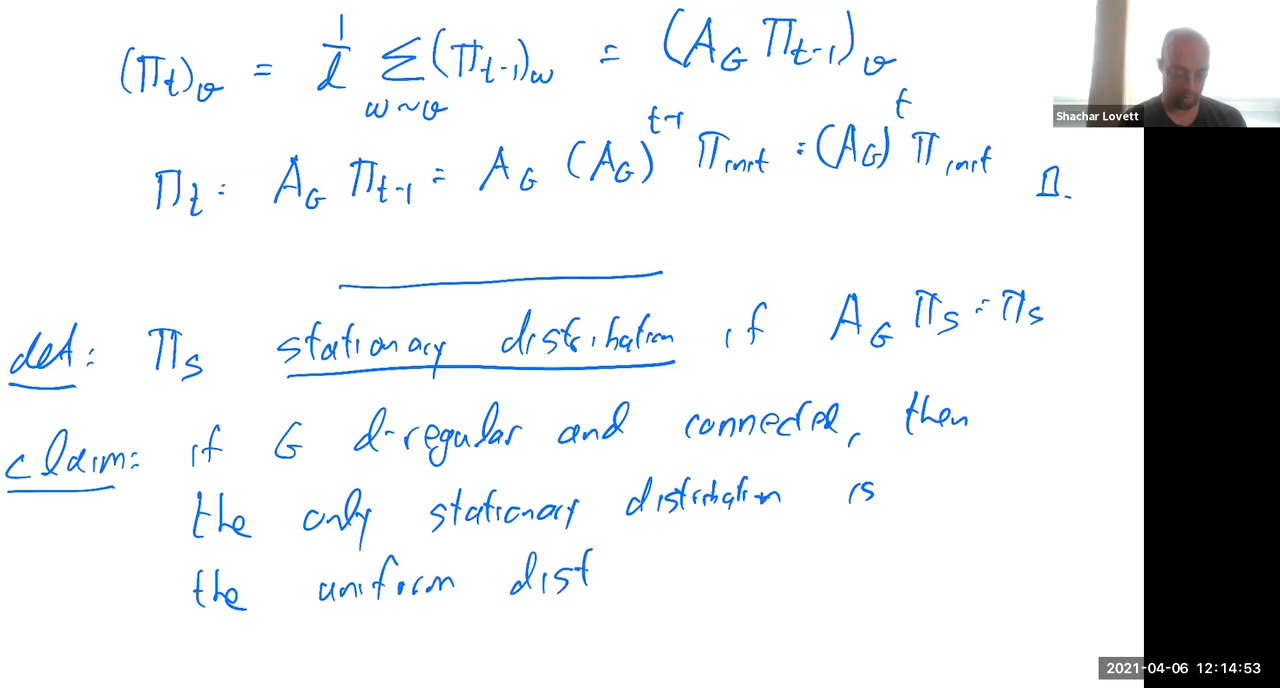 (Π_t)_v = 1/d Σ_{w~v} (Π_{t-1})_w = (A_G Π_{t-1})_v
Π_t = A_G Π_{t-1} = A_G (A_G)^{t-1} Π_init = (A_G)^t Π_init
Shachar Lovett
def: Π_s stationary distribution if A_G Π_s = Π_s
claim: if G d-regular and connected, then
the only stationary distribution is
the uniform dist
2021-04-06 12:14:53